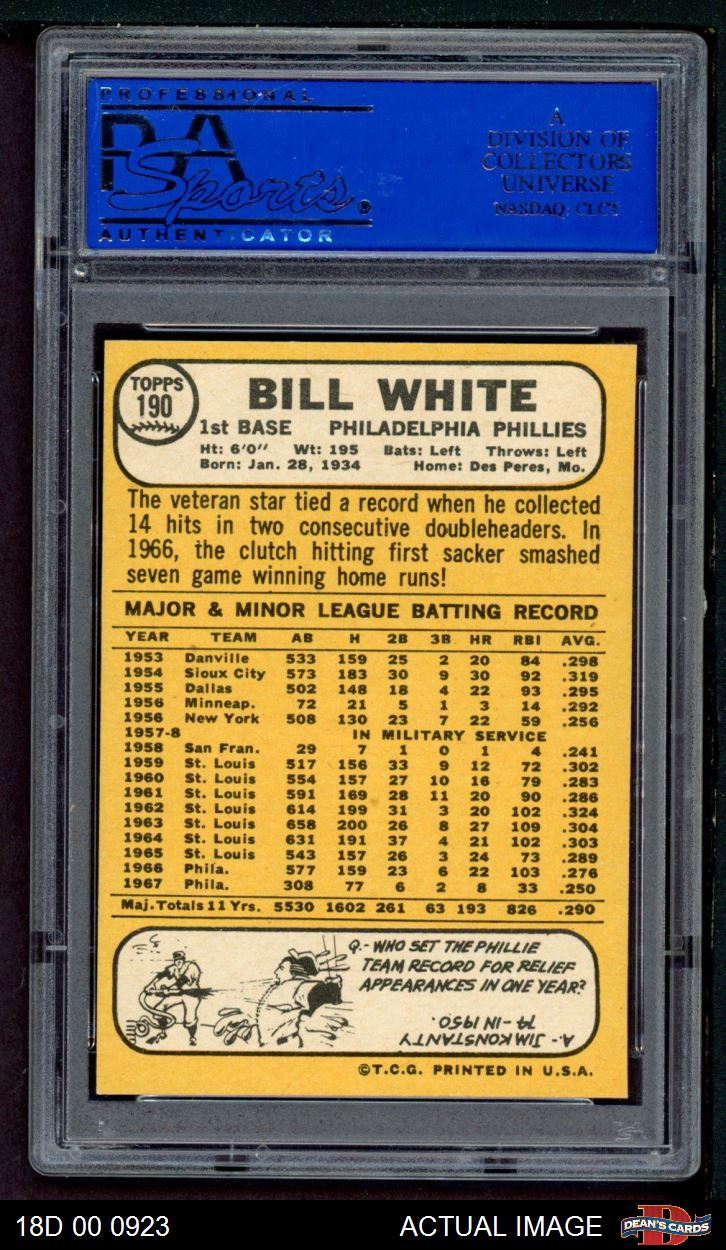 PROFESSIONAL
PSA
Sports®
AUTHENTICATOR
A
DIVISION OF
COLLECTORS
UNIVERSE
NASDAQ: CLCT
TOPPS
190
BILL WHITE
1st BASE PHILADELPHIA PHILLIES
Ht: 6'0" Wt: 195 Bats: Left Throws: Left
Born: Jan. 28, 1934 Home: Des Peres, Mo.
The veteran star tied a record when he collected
14 hits in two consecutive doubleheaders. In
1966, the clutch hitting first sacker smashed
seven game winning home runs!
MAJOR & MINOR LEAGUE BATTING RECORD
YEAR TEAM AB H 2B 3B HR RBI AVG.
1953 Danville 533 159 25 2 20 84 .298
1954 Sioux City 573 183 30 9 30 92 .319
1955 Dallas 502 148 18 4 22 93 .295
1956 Minneap. 72 21 5 1 3 14 .292
1956 New York 508 130 23 7 22 59 .256
1957-8 IN MILITARY SERVICE
1958 San Fran. 29 7 1 0 1 4 .241
1959 St. Louis 517 156 33 9 12 72 .302
1960 St. Louis 554 157 27 10 16 79 .283
1961 St. Louis 591 169 28 11 20 90 .286
1962 St. Louis 614 199 31 3 20 102 .324
1963 St. Louis 658 200 26 8 27 109 .304
1964 St. Louis 631 191 37 4 21 102 .303
1965 St. Louis 543 157 26 3 24 73 .289
1966 Phila. 577 159 23 6 22 103 .276
1967 Phila. 308 77 6 2 8 33 .250
Maj. Totals 11 Yrs. 5530 1602 261 63 193 826 .290
Q.- WHO SET THE PHILLIE
TEAM RECORD FOR RELIEF
APPEARANCES IN ONE YEAR?
A.- JIM KONSTANTY
74 - IN 1950.
©T.C.G. PRINTED IN U.S.A.
18D 00 0923 ACTUAL IMAGE
DEAN'S CARDS